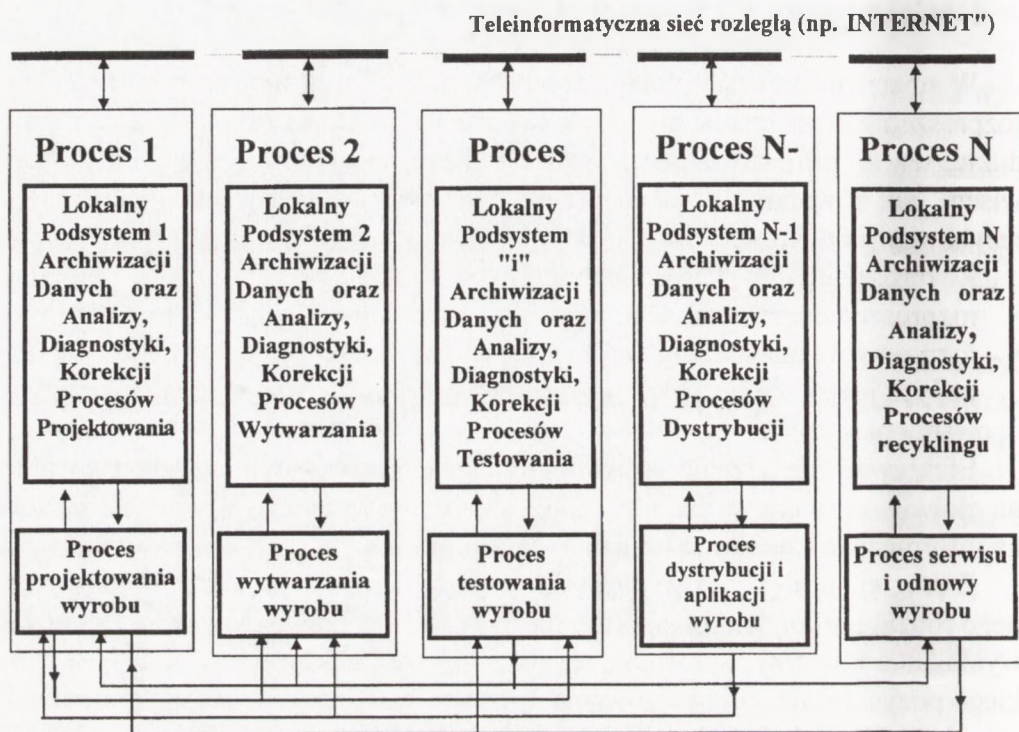 Teleinformatyczna sieć rozległą (np. INTERNET")
Proces 1
Lokalny
Podsystem 1
Archiwizacji
Danych oraz
Analizy,
Diagnostyki,
Korekcji
Procesów
Projektowania
Proces
projektowania
wyrobu
Proces 2
Lokalny
Podsystem 2
Archiwizacji
Danych oraz
Analizy,
Diagnostyki,
Korekcji
Procesów
Wytwarzania
Proces
wytwarzania
wyrobu
Proces
Lokalny
Podsystem
"i"
Archiwizacji
Danych oraz
Analizy,
Diagnostyki,
Korekcji
Procesów
Testowania
Proces
testowania
wyrobu
Proces N-
Lokalny
Podsystem N-1
Archiwizacji
Danych oraz
Analizy,
Diagnostyki,
Korekcji
Procesów
Dystrybucji
Proces
dystrybucji i
aplikacji
wyrobu
Proces N
Lokalny
Podsystem N
Archiwizacji
Danych oraz
Analizy,
Diagnostyki,
Korekcji
Procesów
recyklingu
Proces serwisu
i odnowy
wyrobu